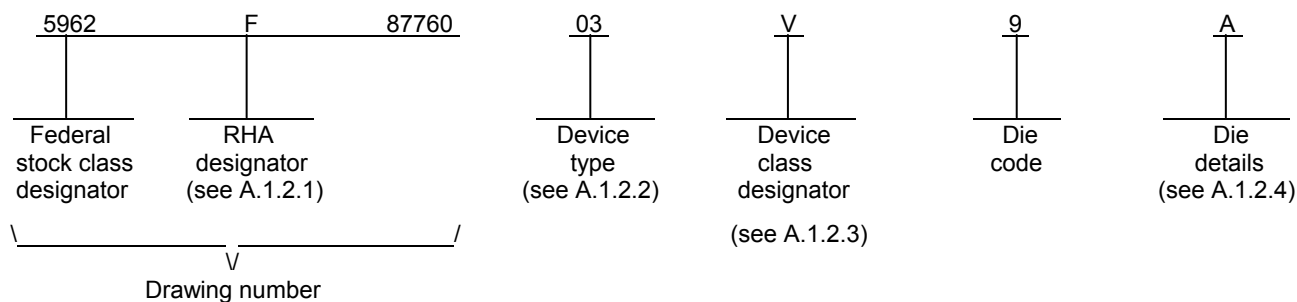 5962 F 87760 03 V 9 A
Federal stock class designator
RHA designator (see A.1.2.1)
Device type (see A.1.2.2)
Device class designator (see A.1.2.3)
Die code
Die details (see A.1.2.4)
Drawing number